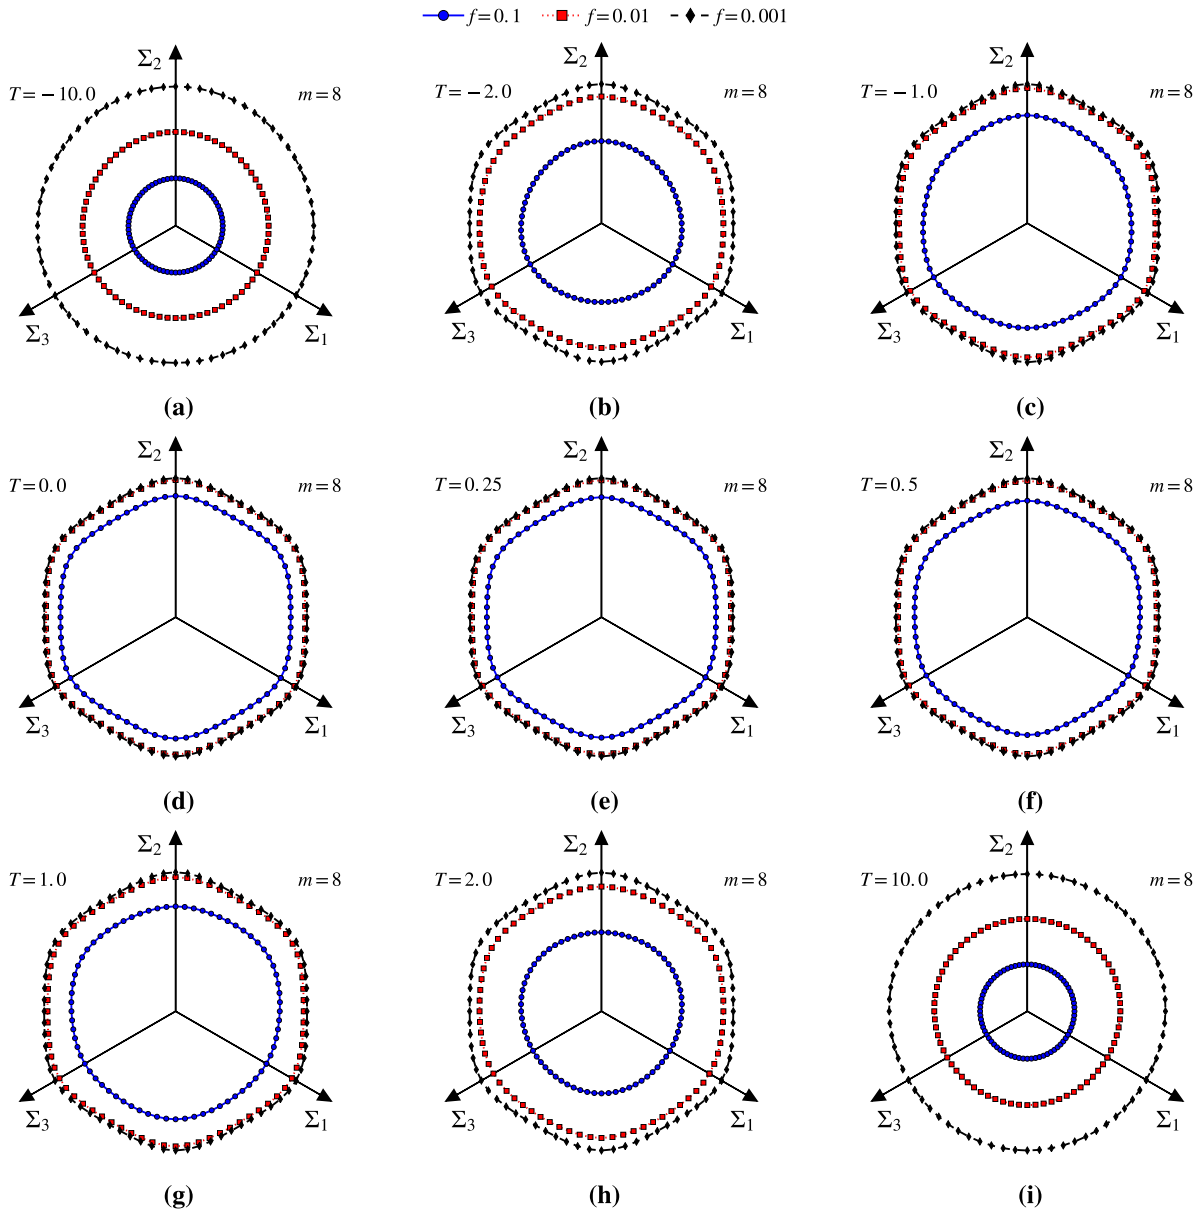 f=0.1 f=0.01 f=0.001
Σ2 Σ2 Σ2
T=−10.0 m=8 T=−2.0 m=8 T=−1.0 m=8
Σ3 Σ1 Σ3 Σ1 Σ3 Σ1
(a) (b) (c)
Σ2 Σ2 Σ2
T=0.0 m=8 T=0.25 m=8 T=0.5 m=8
Σ3 Σ1 Σ3 Σ1 Σ3 Σ1
(d) (e) (f)
Σ2 Σ2 Σ2
T=1.0 m=8 T=2.0 m=8 T=10.0 m=8
Σ3 Σ1 Σ3 Σ1 Σ3 Σ1
(g) (h) (i)